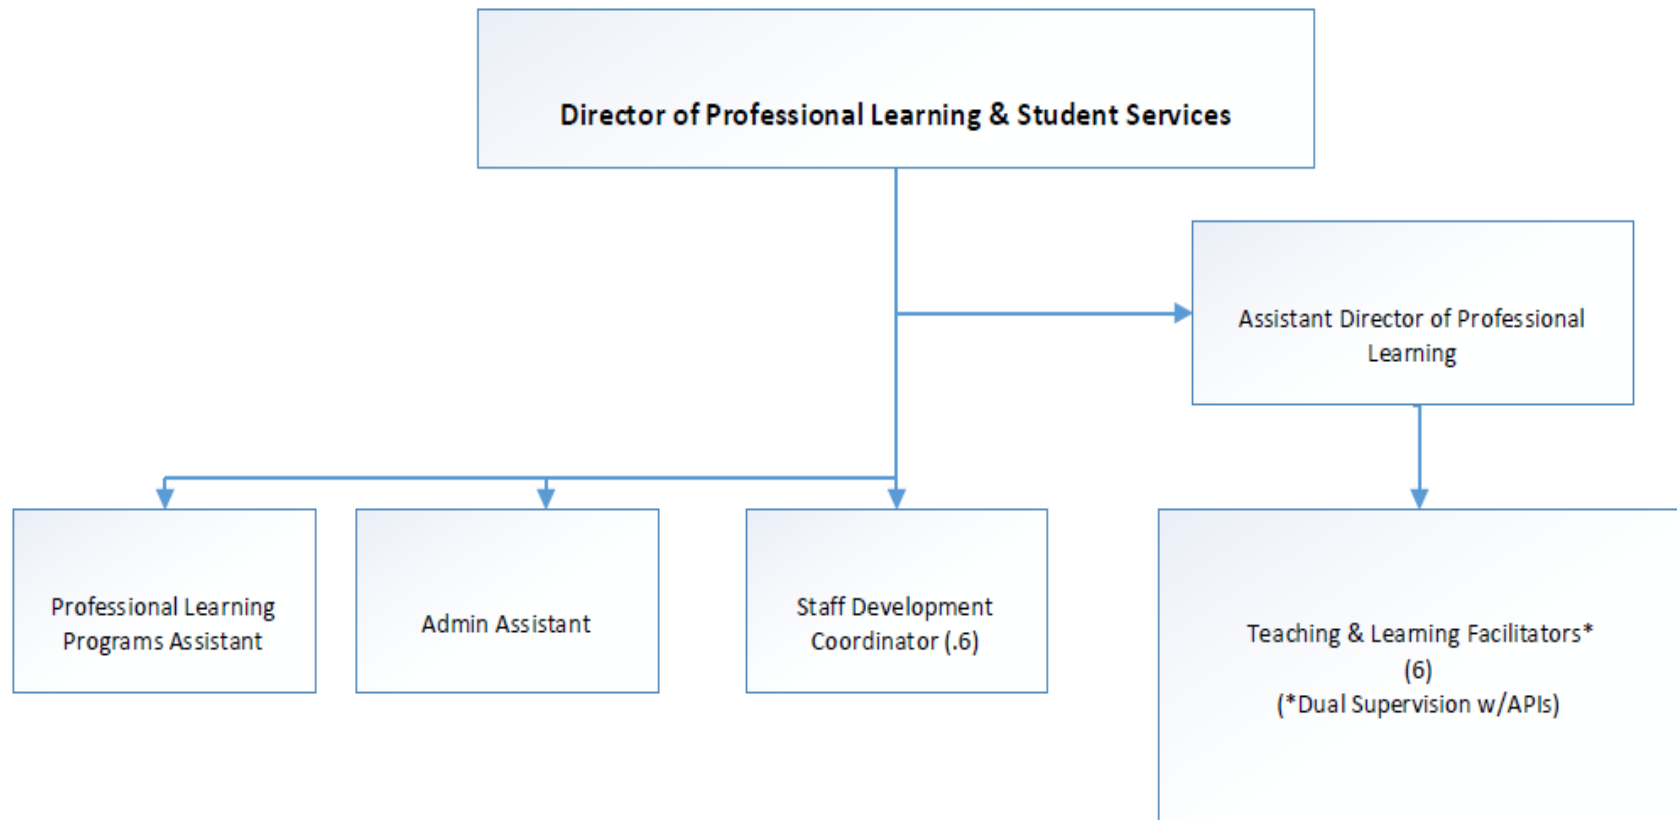 Director of Professional Learning & Student Services
Assistant Director of Professional
Learning
Professional Learning
Programs Assistant
Admin Assistant
Staff Development
Coordinator (.6)
Teaching & Learning Facilitators*
(6)
(*Dual Supervision w/APIs)